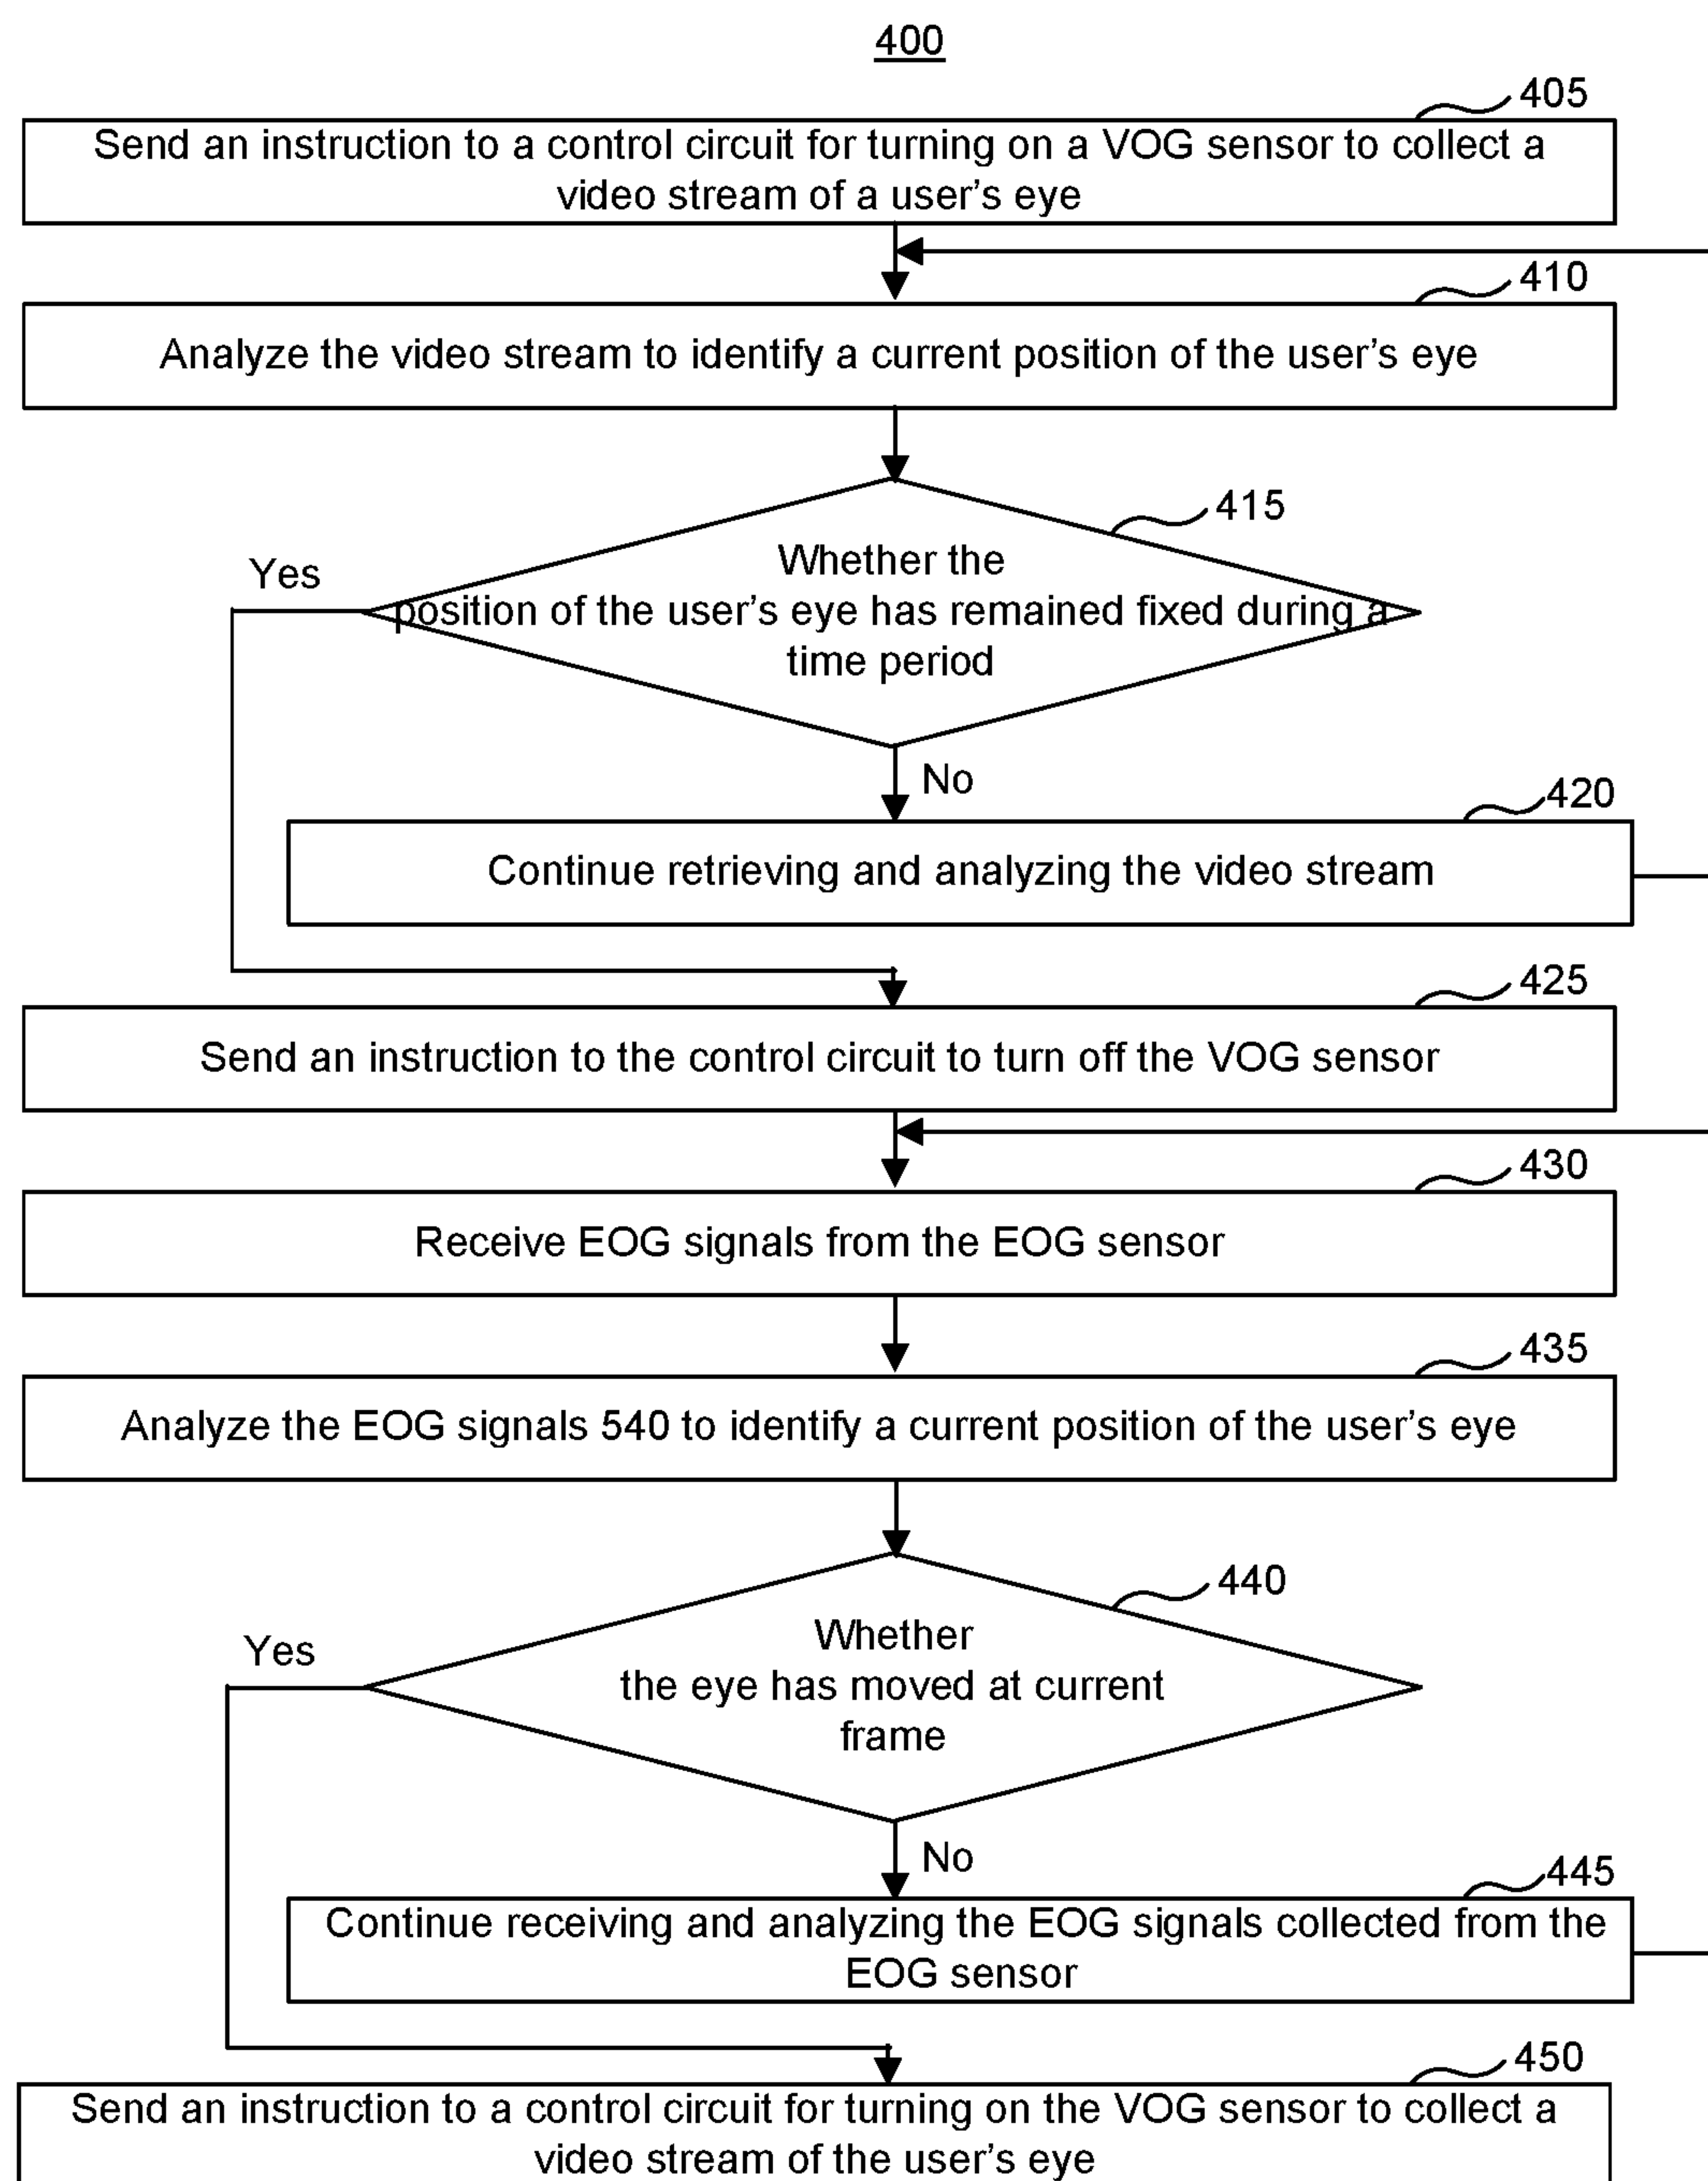 400
405
Send an instruction to a control circuit for turning on a VOG sensor to collect a
video stream of a user's eye
410
Analyze the video stream to identify a current position of the user's eye
415
Whether the
Yes
position of the user's eye has remained fixed during a
time period
No
420
Continue retrieving and analyzing the video stream
425
Send an instruction to the control circuit to turn off the VOG sensor
430
Receive EOG signals from the EOG sensor
435
Analyze the EOG signals 540 to identify a current position of the user's eye
440
Whether
Yes
the eye has moved at current
frame
No
445
Continue receiving and analyzing the EOG signals collected from the
EOG sensor
450
Send an instruction to a control circuit for turning on the VOG sensor to collect a
video stream of the user's eye